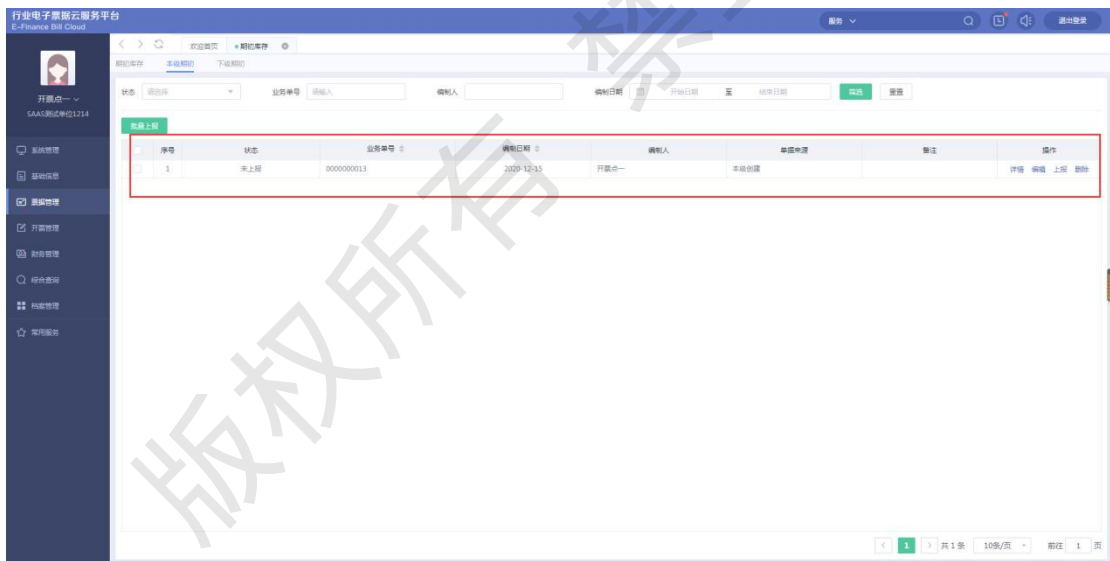 行业电子票据云服务平台
E-Finance Bill Cloud
服务
退出登录
欢迎首页 期初库存
期初库存 本级期初 下级期初
开票点一
SAAS测试单位1214
状态 请选择 业务单号 请输入 编制人 编制日期 开始日期 至 结束日期 筛选 重置
批量上报
序号 状态 业务单号 编制日期 编制人 单据来源 备注 操作
1 未上报 0000000013 2020-12-15 开票点一 本级创建 详情 编辑 上报 删除
系统管理
基础信息
票据管理
开票管理
财务管理
综合查询
档案管理
常用服务
版权所有 禁
1 共 1 条 10条/页 前往 1 页